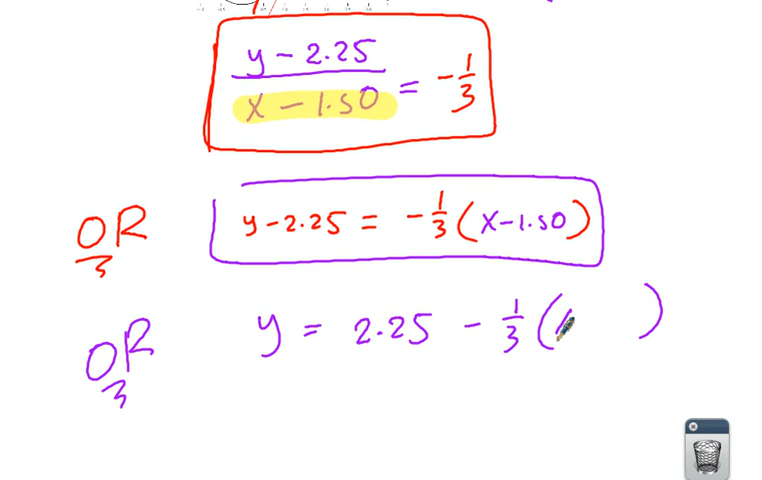 y - 2.25
x - 1.50 = - 1/3
OR y - 2.25 = - 1/3 ( x - 1.50 )
OR y = 2.25 - 1/3 ( )